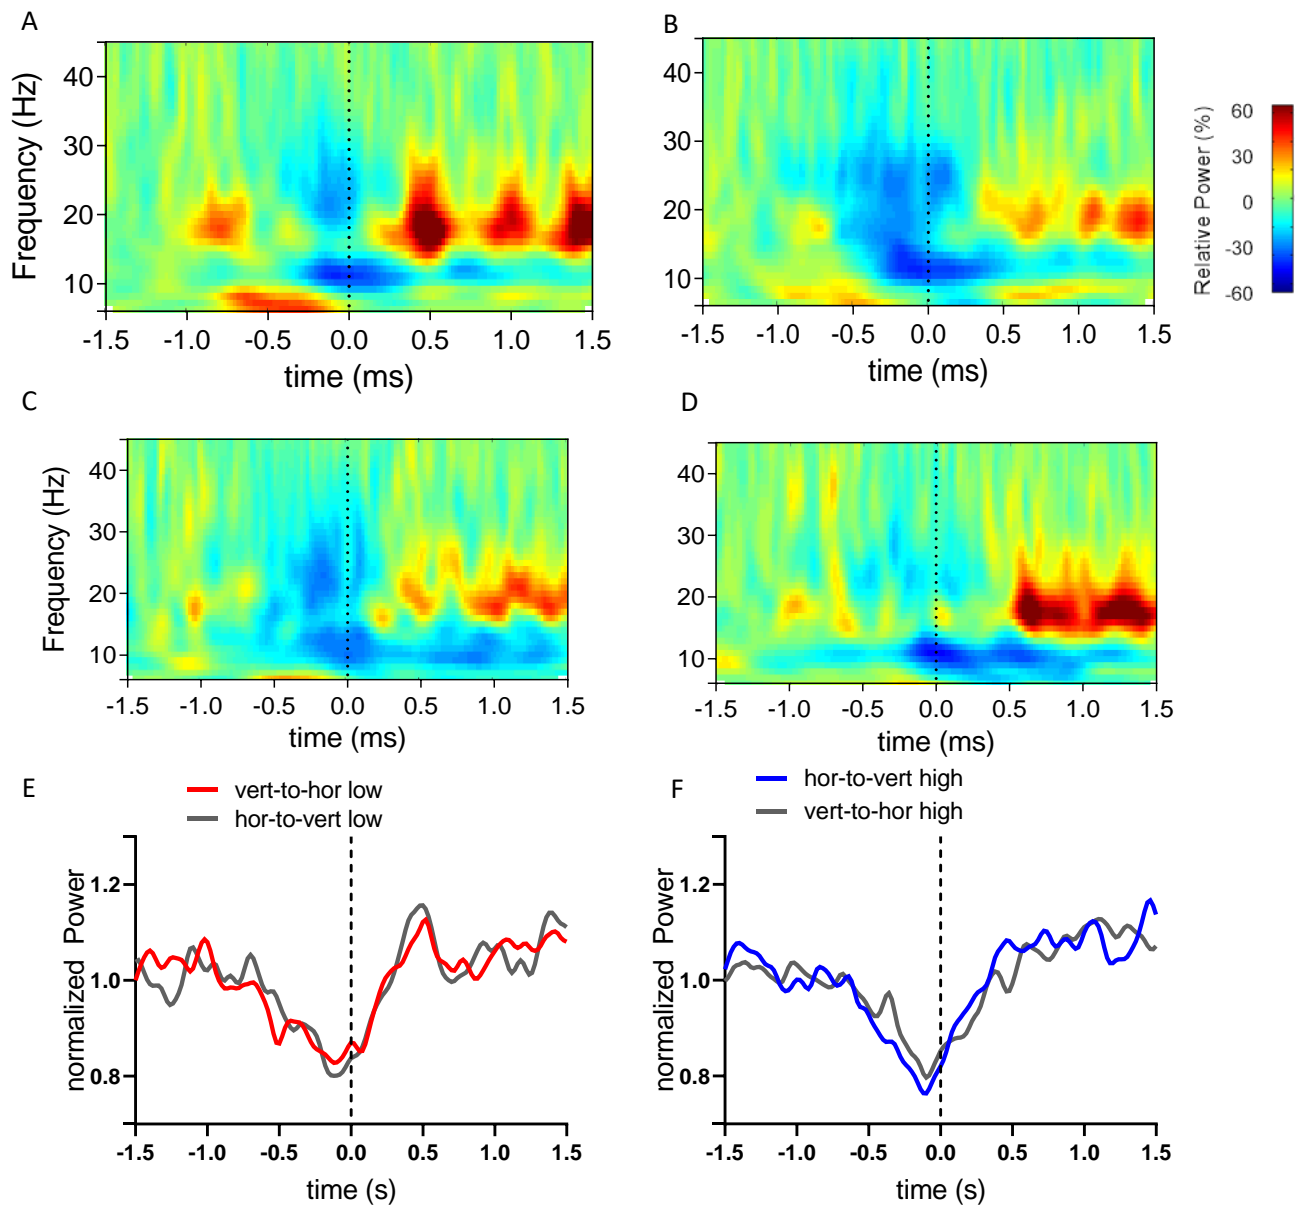 A
B
Frequency (Hz)
40
30
20
10
-1.5 -1.0 -0.5 0.0 0.5 1.0 1.5
time (ms)
40
30
20
10
-1.5 -1.0 -0.5 0.0 0.5 1.0 1.5
time (ms)
Relative Power (%)
60
30
0
-30
-60
C
D
Frequency (Hz)
40
30
20
10
-1.5 -1.0 -0.5 0.0 0.5 1.0 1.5
time (ms)
40
30
20
10
-1.5 -1.0 -0.5 0.0 0.5 1.0 1.5
time (ms)
E
vert-to-hor low
hor-to-vert low
normalized Power
1.2
1.0
0.8
-1.5 -1.0 -0.5 0.0 0.5 1.0 1.5
time (s)
F
hor-to-vert high
vert-to-hor high
normalized Power
1.2
1.0
0.8
-1.5 -1.0 -0.5 0.0 0.5 1.0 1.5
time (s)